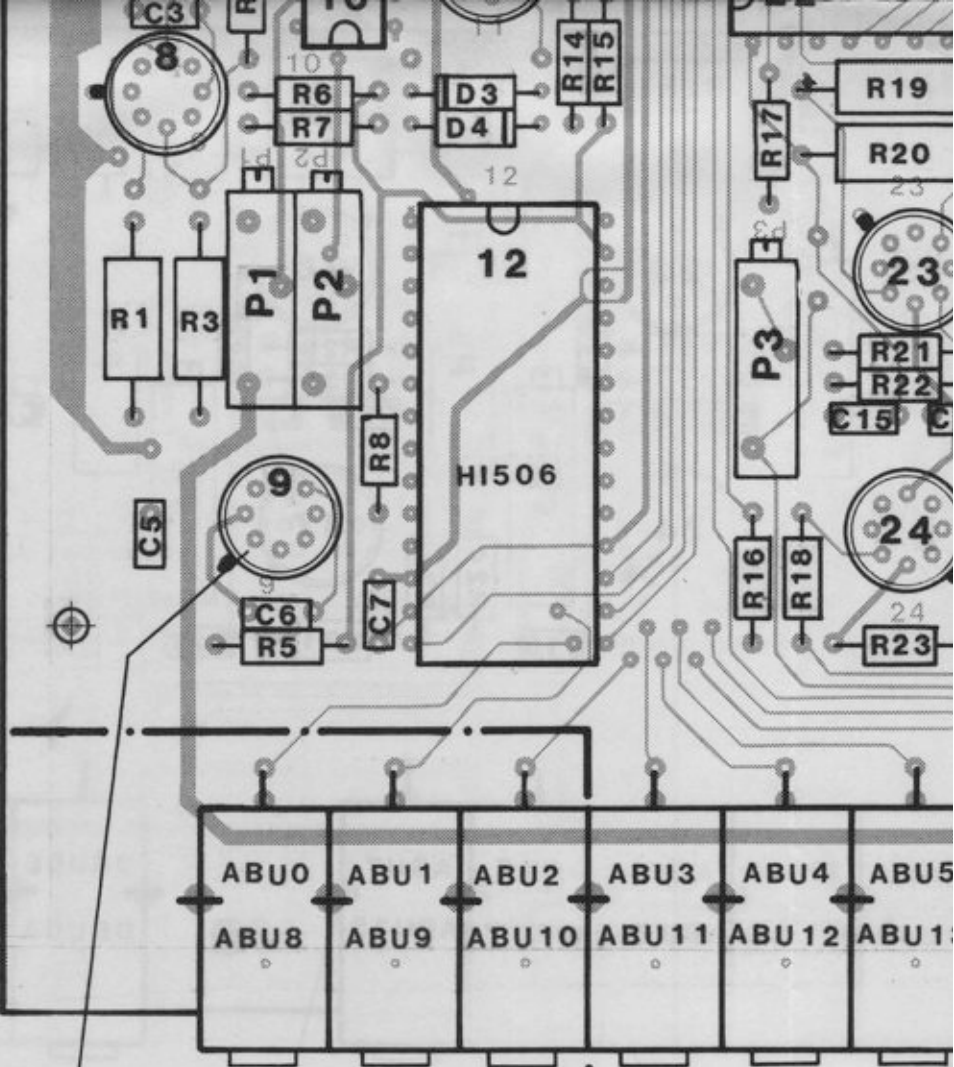 C3
8
10
11
R14
R15
R6
R7
D3
D4
R17
R19
R20
P1
P2
12
23
P3
12
23
R1
R3
P1
P2
P3
R21
R22
C15
R8
HI506
9
C5
24
R16
R18
9
C6
C7
R5
24
R23
ABU0
ABU1
ABU2
ABU3
ABU4
ABU5
ABU8
ABU9
ABU10
ABU11
ABU12